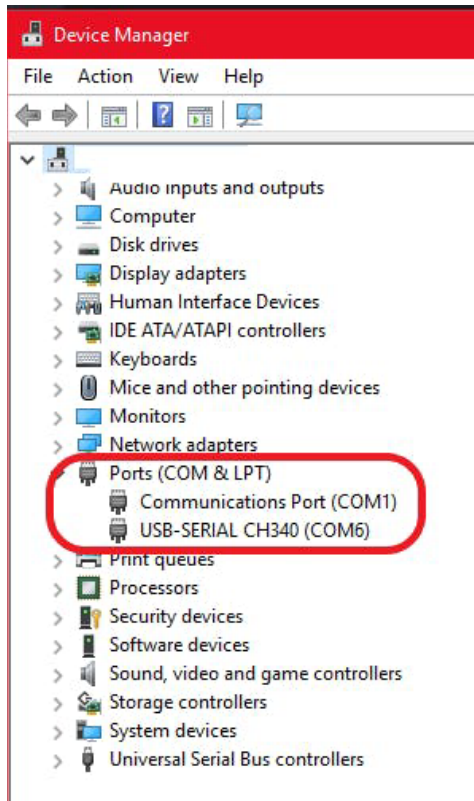 Device Manager
File Action View Help
Audio inputs and outputs
Computer
Disk drives
Display adapters
Human Interface Devices
IDE ATA/ATAPI controllers
Keyboards
Mice and other pointing devices
Monitors
Network adapters
Ports (COM & LPT)
Communications Port (COM1)
USB-SERIAL CH340 (COM6)
Print queues
Processors
Security devices
Software devices
Sound, video and game controllers
Storage controllers
System devices
Universal Serial Bus controllers